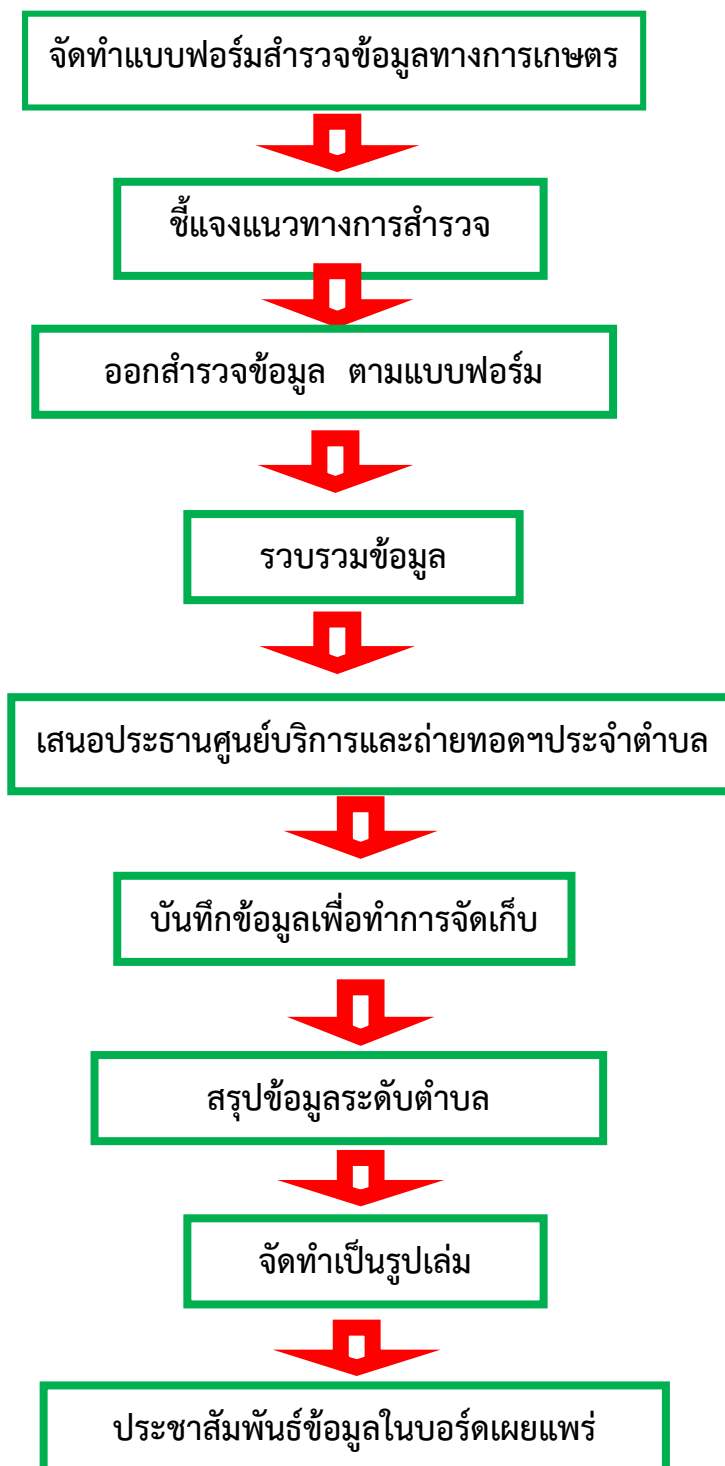 จัดทำแบบฟอร์มสำรวจข้อมูลทางการเกษตร
ชี้แจงแนวทางการสำรวจ
ออกสำรวจข้อมูล ตามแบบฟอร์ม
รวบรวมข้อมูล
เสนอประธานศูนย์บริการและถ่ายทอดฯประจำตำบล
บันทึกข้อมูลเพื่อทำการจัดเก็บ
สรุปข้อมูลระดับตำบล
จัดทำเป็นรูปเล่ม
ประชาสัมพันธ์ข้อมูลในบอร์ดเผยแพร่